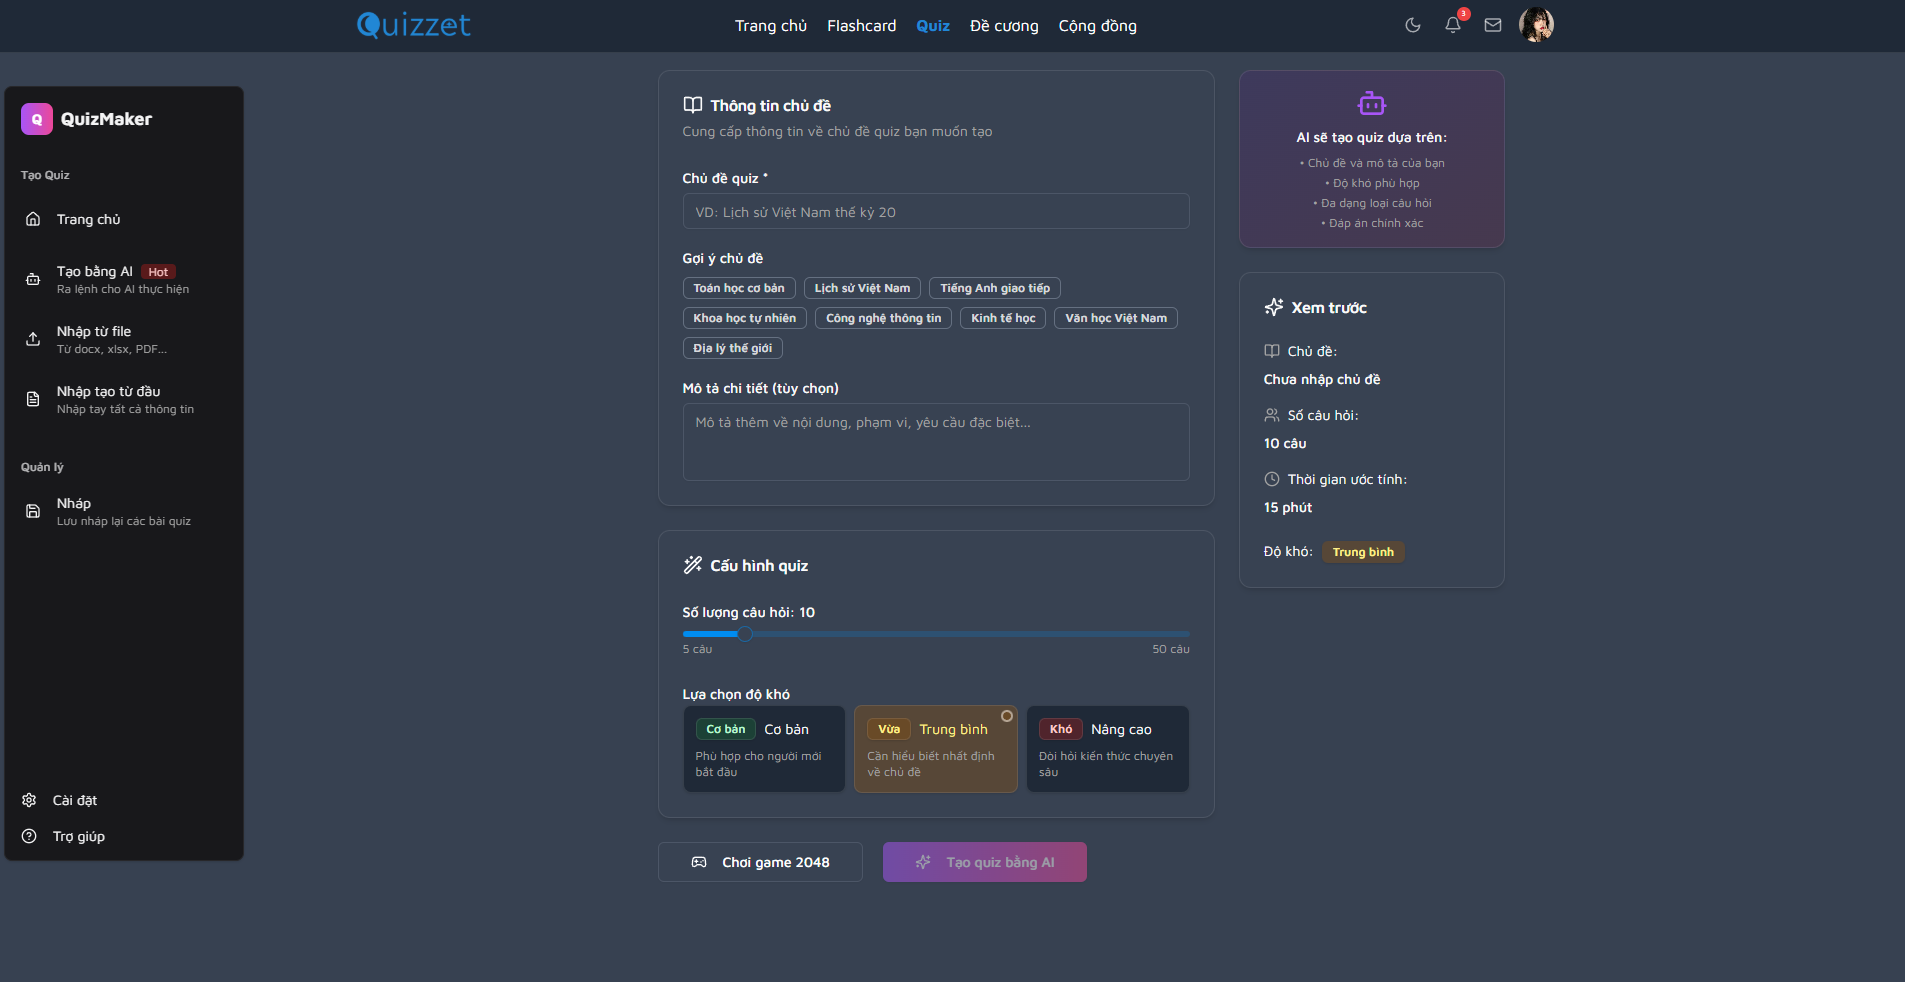 Quizzet
Trang chủ Flashcard Quiz Đề cương Cộng đồng
3
Q QuizMaker
Tạo Quiz
Trang chủ
Tạo bằng AI Hot
Ra lệnh cho AI thực hiện
Nhập từ file
Từ docx, xlsx, PDF...
Nhập tạo từ đầu
Nhập tay tất cả thông tin
Quản lý
Nháp
Lưu nháp lại các bài quiz
Cài đặt
Trợ giúp
Thông tin chủ đề
Cung cấp thông tin về chủ đề quiz bạn muốn tạo
Chủ đề quiz *
VD: Lịch sử Việt Nam thế kỷ 20
Gợi ý chủ đề
Toán học cơ bản Lịch sử Việt Nam Tiếng Anh giao tiếp
Khoa học tự nhiên Công nghệ thông tin Kinh tế học Văn học Việt Nam
Địa lý thế giới
Mô tả chi tiết (tùy chọn)
Mô tả thêm về nội dung, phạm vi, yêu cầu đặc biệt...
Cấu hình quiz
Số lượng câu hỏi: 10
5 câu 50 câu
Lựa chọn độ khó
Cơ bản Cơ bản
Phù hợp cho người mới
bắt đầu
Vừa Trung bình
Cần hiểu biết nhất định
về chủ đề
Khó Nâng cao
Đòi hỏi kiến thức chuyên
sâu
Chơi game 2048
Tạo quiz bằng AI
AI sẽ tạo quiz dựa trên:
• Chủ đề và mô tả của bạn
• Độ khó phù hợp
• Đa dạng loại câu hỏi
• Đáp án chính xác
Xem trước
Chủ đề:
Chưa nhập chủ đề
Số câu hỏi:
10 câu
Thời gian ước tính:
15 phút
Độ khó: Trung bình